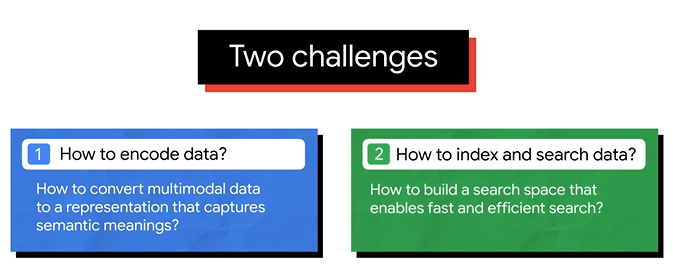 Two challenges
1 How to encode data?
How to convert multimodal data
to a representation that captures
semantic meanings?
2 How to index and search data?
How to build a search space that
enables fast and efficient search?